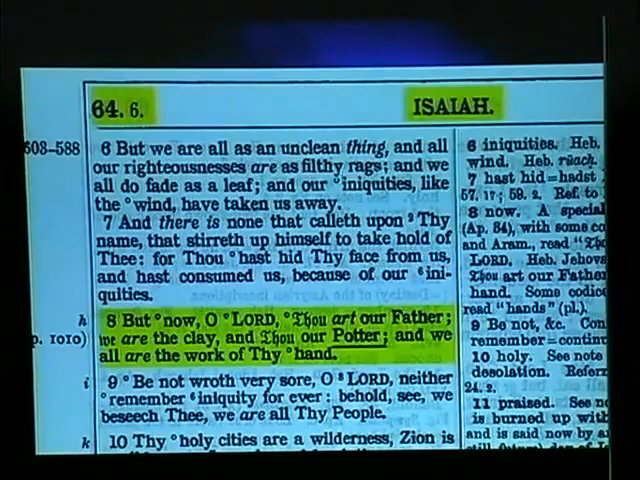 64. 6.
ISAIAH.
608-588
6 But we are all as an unclean thing, and all
our righteousnesses are as filthy rags; and we
all do fade as a leaf; and our °iniquities, like
the °wind, have taken us away.
7 And there is none that calleth upon ² Thy
name, that stirreth up himself to take hold of
Thee: for Thou °hast hid Thy face from us,
and hast consumed us, because of our ⁶ini-
quities.
h
8 But °now, O °LORD, °Thou art our Father;
p. 1010)
we are the clay, and Thou our Potter; and we
all are the work of Thy °hand.
i
9 °Be not wroth very sore, O ⁸ LORD, neither
°remember ⁶ iniquity for ever: behold, see, we
beseech Thee, we are all Thy People.
k
10 Thy °holy cities are a wilderness, Zion is
6 iniquities. Heb.
wind. Heb. rūach.
7 hast hid=hadst
57. 17; 59. 2. Ref. to
8 now. A special
(Ap. 84), with some co
and Aram., read "Tho
LORD. Heb. Jehova
Thou art our Father
hand. Some codic
read "hands" (pl.).
9 Be not, &c. Con
remember=continu
10 holy. See note
desolation. Referr
24. 2.
11 praised. See n
is burned up with
and is said now by a